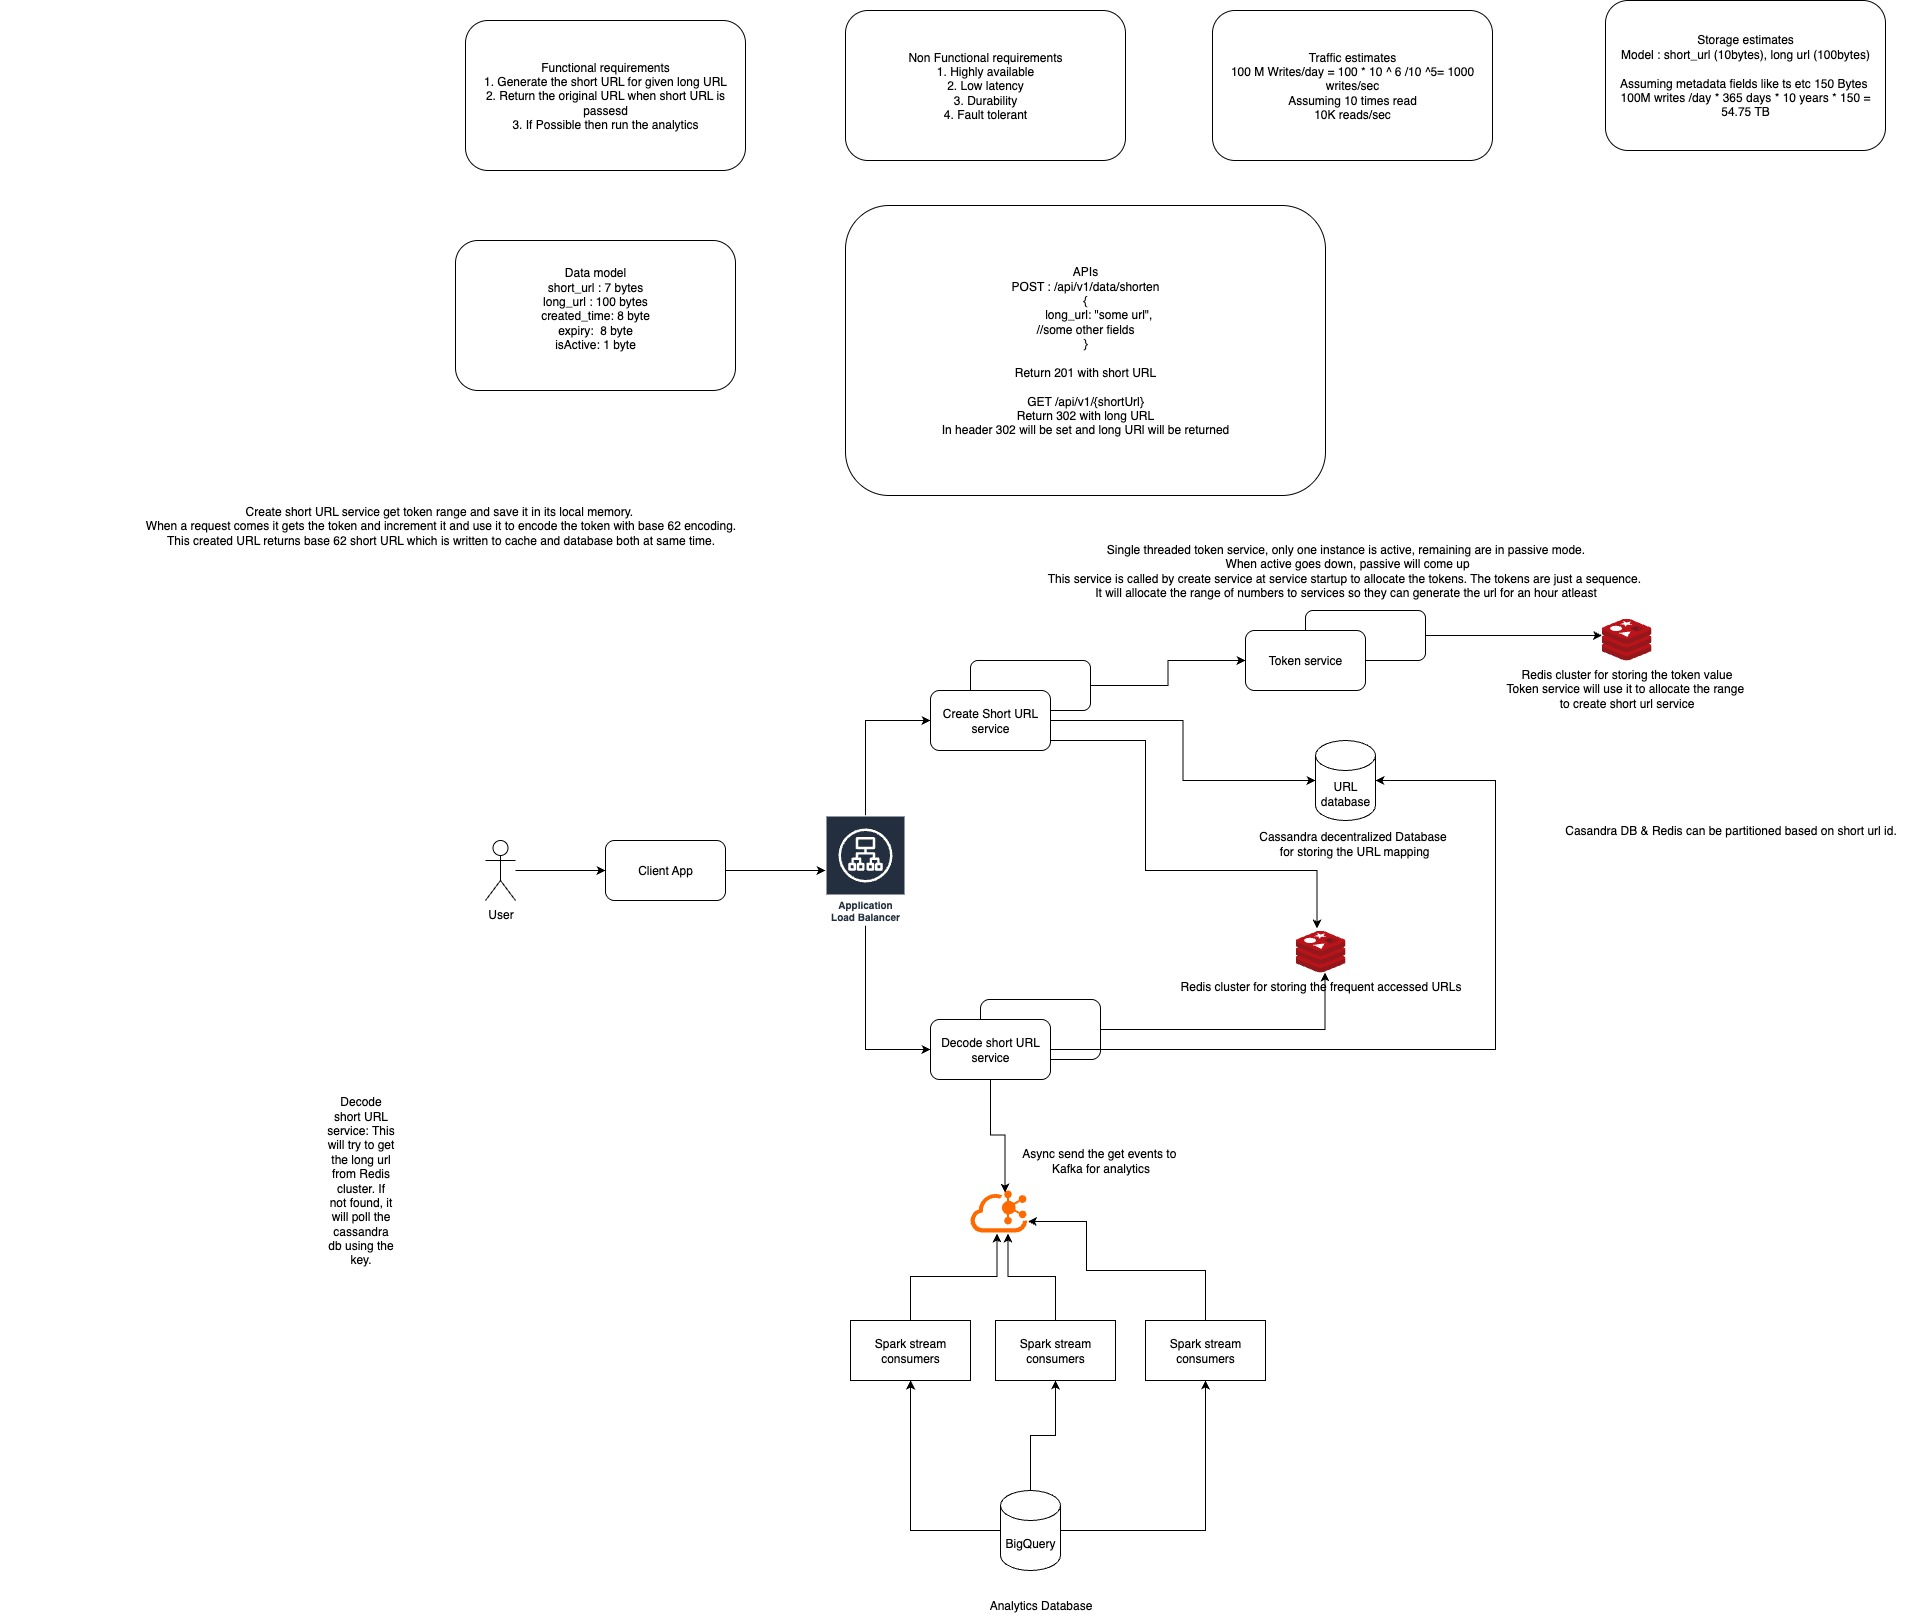 Functional requirements
1. Generate the short URL for given long URL
2. Return the original URL when short URL is
passesd
3. If Possible then run the analytics
Non Functional requirements
1. Highly available
2. Low latency
3. Durability
4. Fault tolerant
Traffic estimates
100 M Writes/day = 100 * 10 ^ 6 /10 ^5= 1000
writes/sec
Assuming 10 times read
10K reads/sec
Storage estimates
Model : short_url (10bytes), long url (100bytes)
Assuming metadata fields like ts etc 150 Bytes
100M writes /day * 365 days * 10 years * 150 =
54.75 TB
Data model
short_url : 7 bytes
long_url : 100 bytes
created_time: 8 byte
expiry:  8 byte
isActive: 1 byte
APIs
POST : /api/v1/data/shorten
{
long_url: "some url",
//some other fields
}
Return 201 with short URL
GET /api/v1/{shortUrl}
Return 302 with long URL
In header 302 will be set and long URl will be returned
Create short URL service get token range and save it in its local memory.
When a request comes it gets the token and increment it and use it to encode the token with base 62 encoding.
This created URL returns base 62 short URL which is written to cache and database both at same time.
Single threaded token service, only one instance is active, remaining are in passive mode.
When active goes down, passive will come up
This service is called by create service at service startup to allocate the tokens. The tokens are just a sequence.
It will allocate the range of numbers to services so they can generate the url for an hour atleast
Token service
Redis cluster for storing the token value
Token service will use it to allocate the range
to create short url service
Create Short URL
service
URL
database
Cassandra decentralized Database
for storing the URL mapping
Casandra DB & Redis can be partitioned based on short url id.
User
Client App
Application
Load Balancer
Redis cluster for storing the frequent accessed URLs
Decode short URL
service
Decode
short URL
service: This
will try to get
the long url
from Redis
cluster. If
not found, it
will poll the
cassandra
db using the
key.
Async send the get events to
Kafka for analytics
Spark stream
consumers
Spark stream
consumers
Spark stream
consumers
BigQuery
Analytics Database